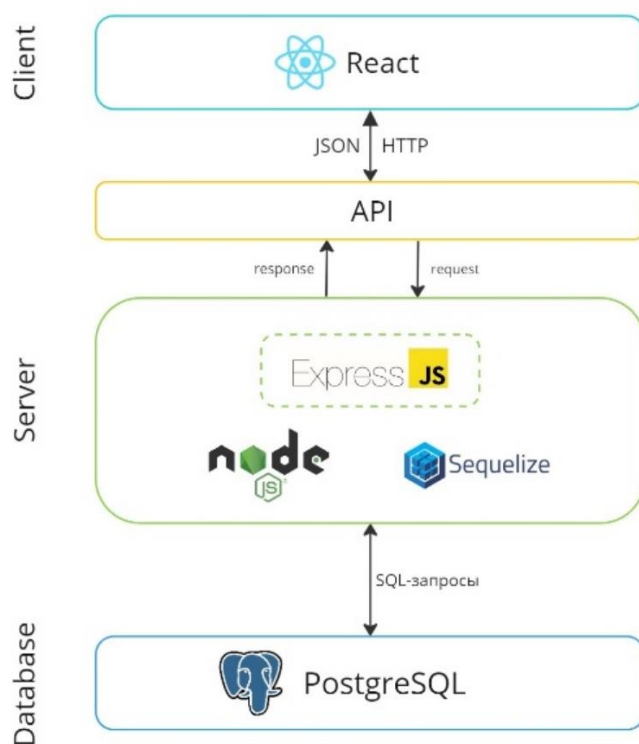 Client
React
JSON HTTP
API
response request
Server
Express JS
node
JS
Sequelize
SQL-запросы
Database
PostgreSQL